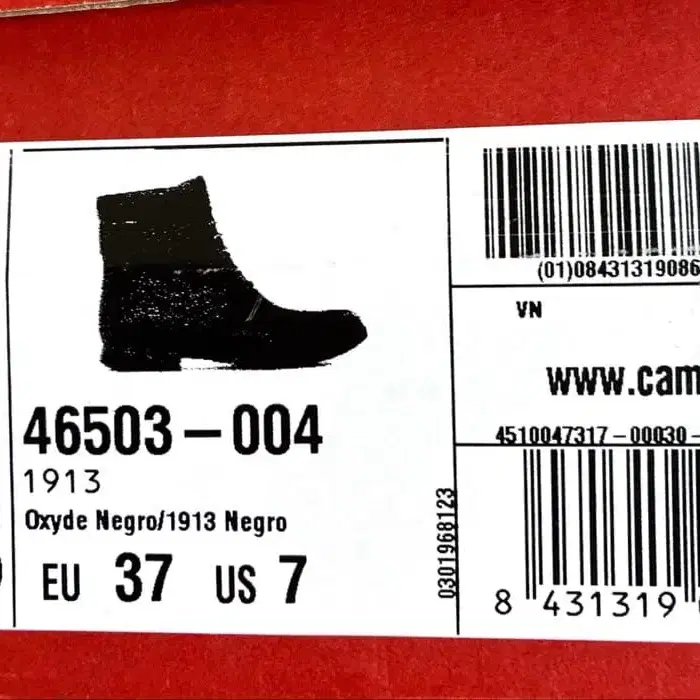 46503-004
1913
Oxyde Negro/1913 Negro
EU 37 US 7
0301968123
(01)08431319086
VN
www.cam
4510047317-00030-
8 431319